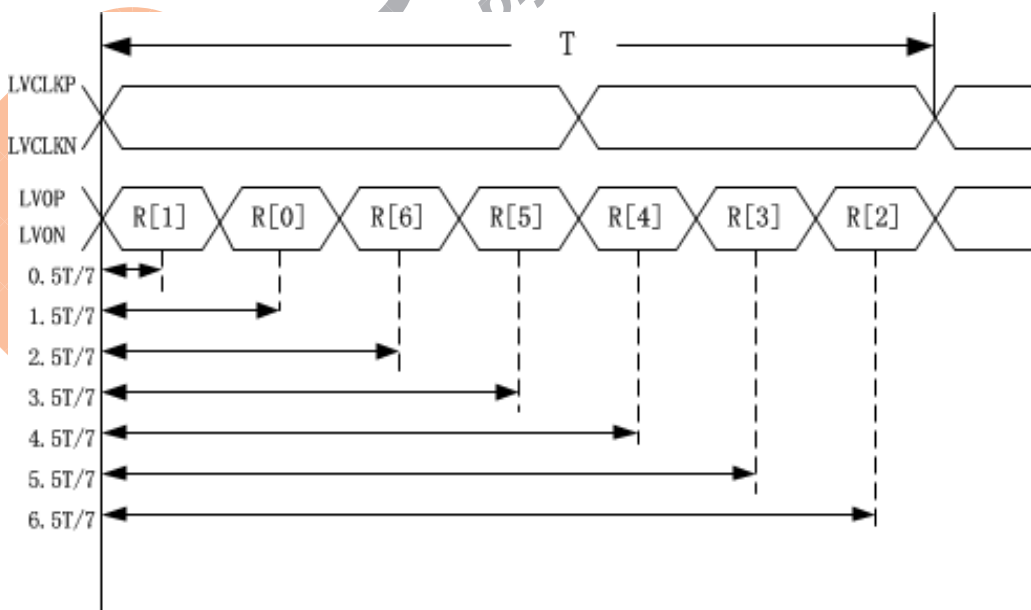 T
LVCLKP
LVCLKN
LVOP
LVON
R[1] R[0] R[6] R[5] R[4] R[3] R[2]
0.5T/7
1.5T/7
2.5T/7
3.5T/7
4.5T/7
5.5T/7
6.5T/7